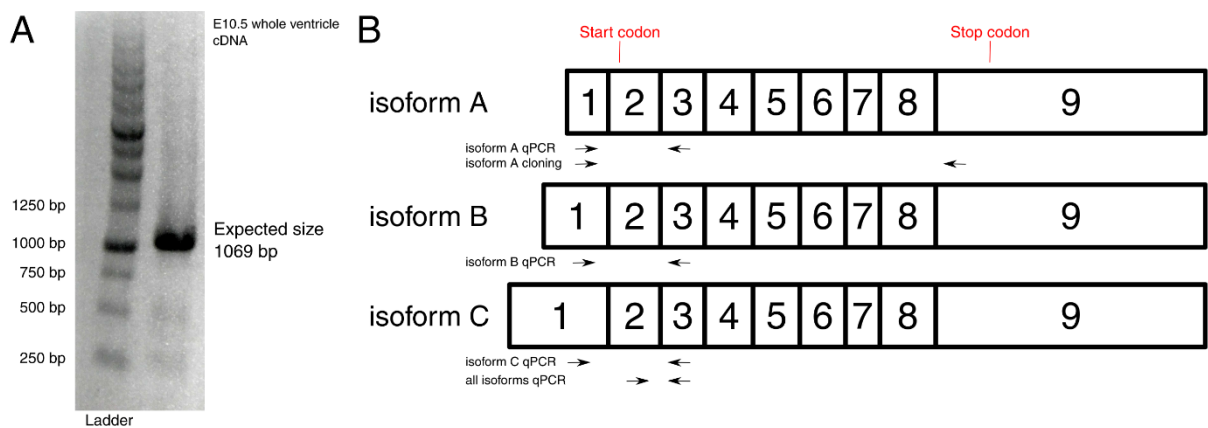 A
E10.5 whole ventricle
cDNA
1250 bp
1000 bp
750 bp
500 bp
250 bp
Expected size
1069 bp
Ladder
B
Start codon
Stop codon
isoform A
1 2 3 4 5 6 7 8 9
isoform A qPCR
isoform A cloning
isoform B
1 2 3 4 5 6 7 8 9
isoform B qPCR
isoform C
1 2 3 4 5 6 7 8 9
isoform C qPCR
all isoforms qPCR